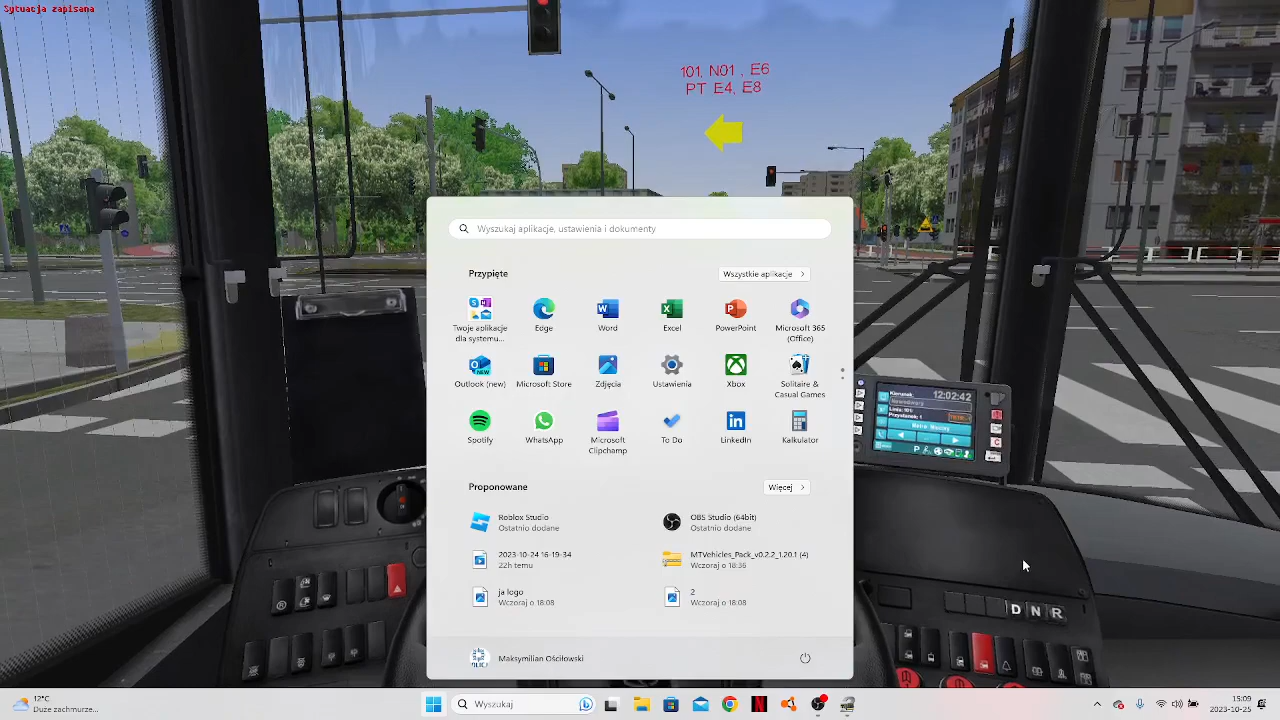 Sytuacja zapisana
101, N01 , E6
PT E4, E8
Wyszukaj aplikacje, ustawienia i dokumenty
Przypięte
Wszystkie aplikacje
Twoje aplikacje dla systemu...
Edge
Word
Excel
PowerPoint
Microsoft 365 (Office)
Outlook (new)
Microsoft Store
Zdjęcia
Ustawienia
Xbox
Solitaire & Casual Games
Spotify
WhatsApp
Microsoft Clipchamp
To Do
LinkedIn
Kalkulator
Proponowane
Więcej
Roblox Studio
Ostatnio dodane
OBS Studio (64bit)
Ostatnio dodane
2023-10-24 16-19-34
22h temu
MTVehicles_Pack_v0.2.2_1.20.1 (4)
Wczoraj o 18:36
ja logo
Wczoraj o 18:08
2
Wczoraj o 18:08
Maksymilian Ościłowski
Kierunek
12:02:42
Linia: 101
Przystanek: 1
C
D N R
12°C
Duże zachmurze...
Wyszukaj
15:09
2023-10-25